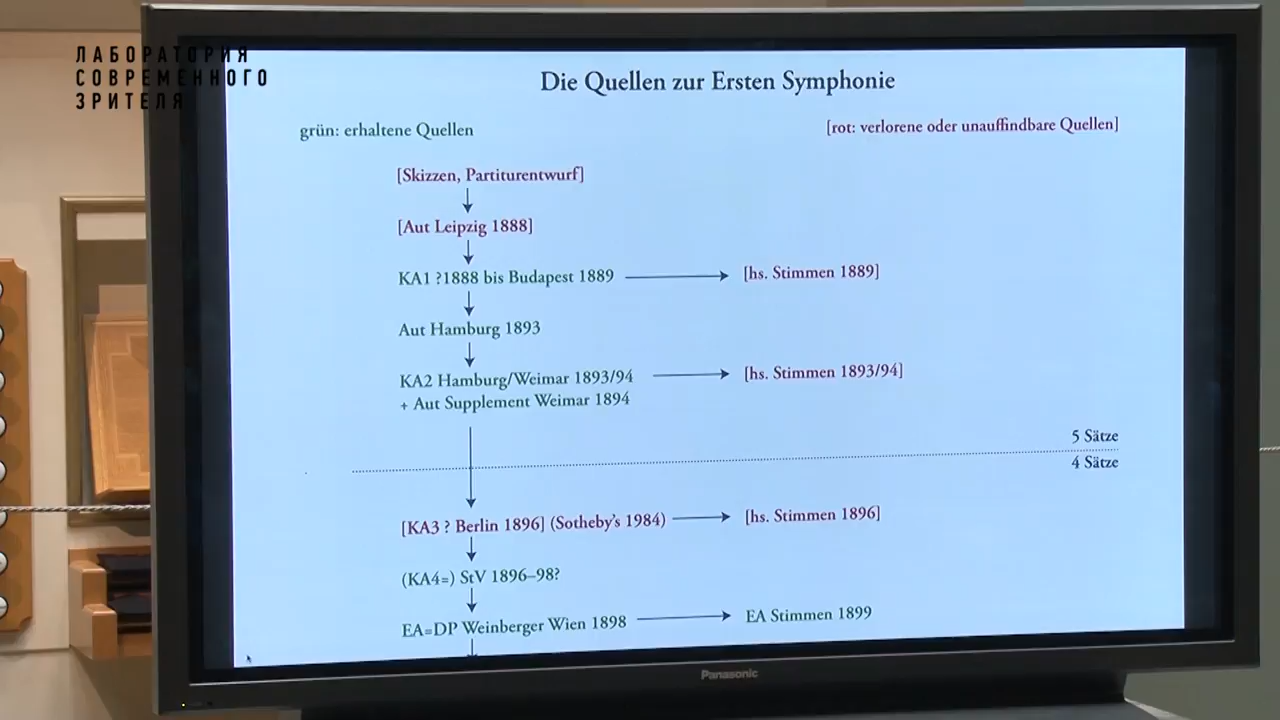 ЛАБОРАТОРИЯ
СОВРЕМЕННОГО
ЗРИТЕЛЯ
Die Quellen zur Ersten Symphonie
grün: erhaltene Quellen
[rot: verlorene oder unauffindbare Quellen]
[Skizzen, Partiturentwurf]
[Aut Leipzig 1888]
KA1 ?1888 bis Budapest 1889
[hs. Stimmen 1889]
Aut Hamburg 1893
KA2 Hamburg/Weimar 1893/94
[hs. Stimmen 1893/94]
+ Aut Supplement Weimar 1894
5 Sätze
4 Sätze
[KA3 ? Berlin 1896] (Sotheby's 1984)
[hs. Stimmen 1896]
(KA4=) StV 1896–98?
EA=DP Weinberger Wien 1898
EA Stimmen 1899
Panasonic